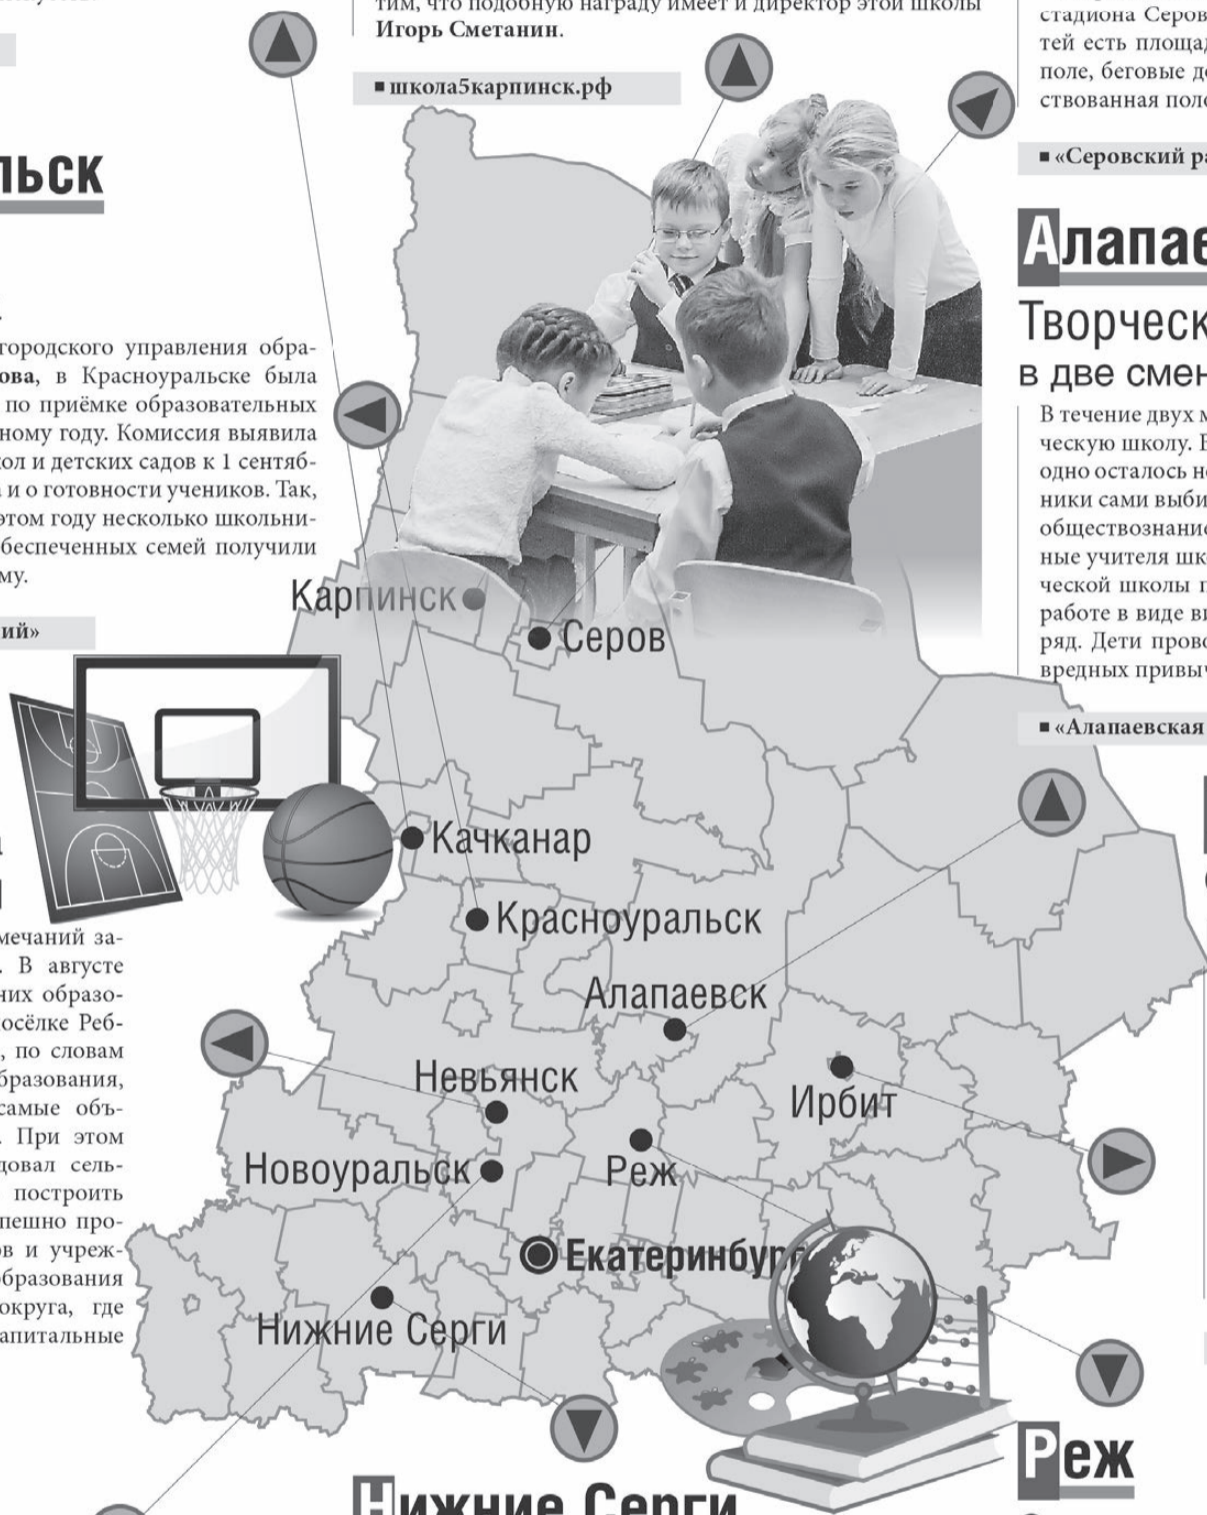 тим, что подобную награду имеет и директор этой школы
Игорь Сметанин.
школа5карпинск.рф
стадиона Серов
тей есть площад
поле, беговые д
ствованная пол
«Серовский ра
льск
городского управления обра-
ова, в Красноуральске была
по приёмке образовательных
ному году. Комиссия выявила
кол и детских садов к 1 сентяб-
а и о готовности учеников. Так,
этом году несколько школьни-
беспеченных семей получили
му.
ий»
Алапае
Творческ
в две смен
В течение двух м
ческую школу. В
одно осталось не
ники сами выби
обществознание
ные учителя шко
ческой школы п
работе в виде ви
ряд. Дети прово
вредных привыч
«Алапаевская
Карпинск
Серов
Качканар
Красноуральск
Алапаевск
Невьянск
Ирбит
Новоуральск
Реж
Екатеринбург
Нижние Серги
мечаний за-
. В августе
них образо-
осёлке Реб-
, по словам
бразования,
самые объ-
. При этом
довал сель-
построить
пешно про-
ов и учреж-
бразования
округа, где
апитальные
Нижние Серги
Реж